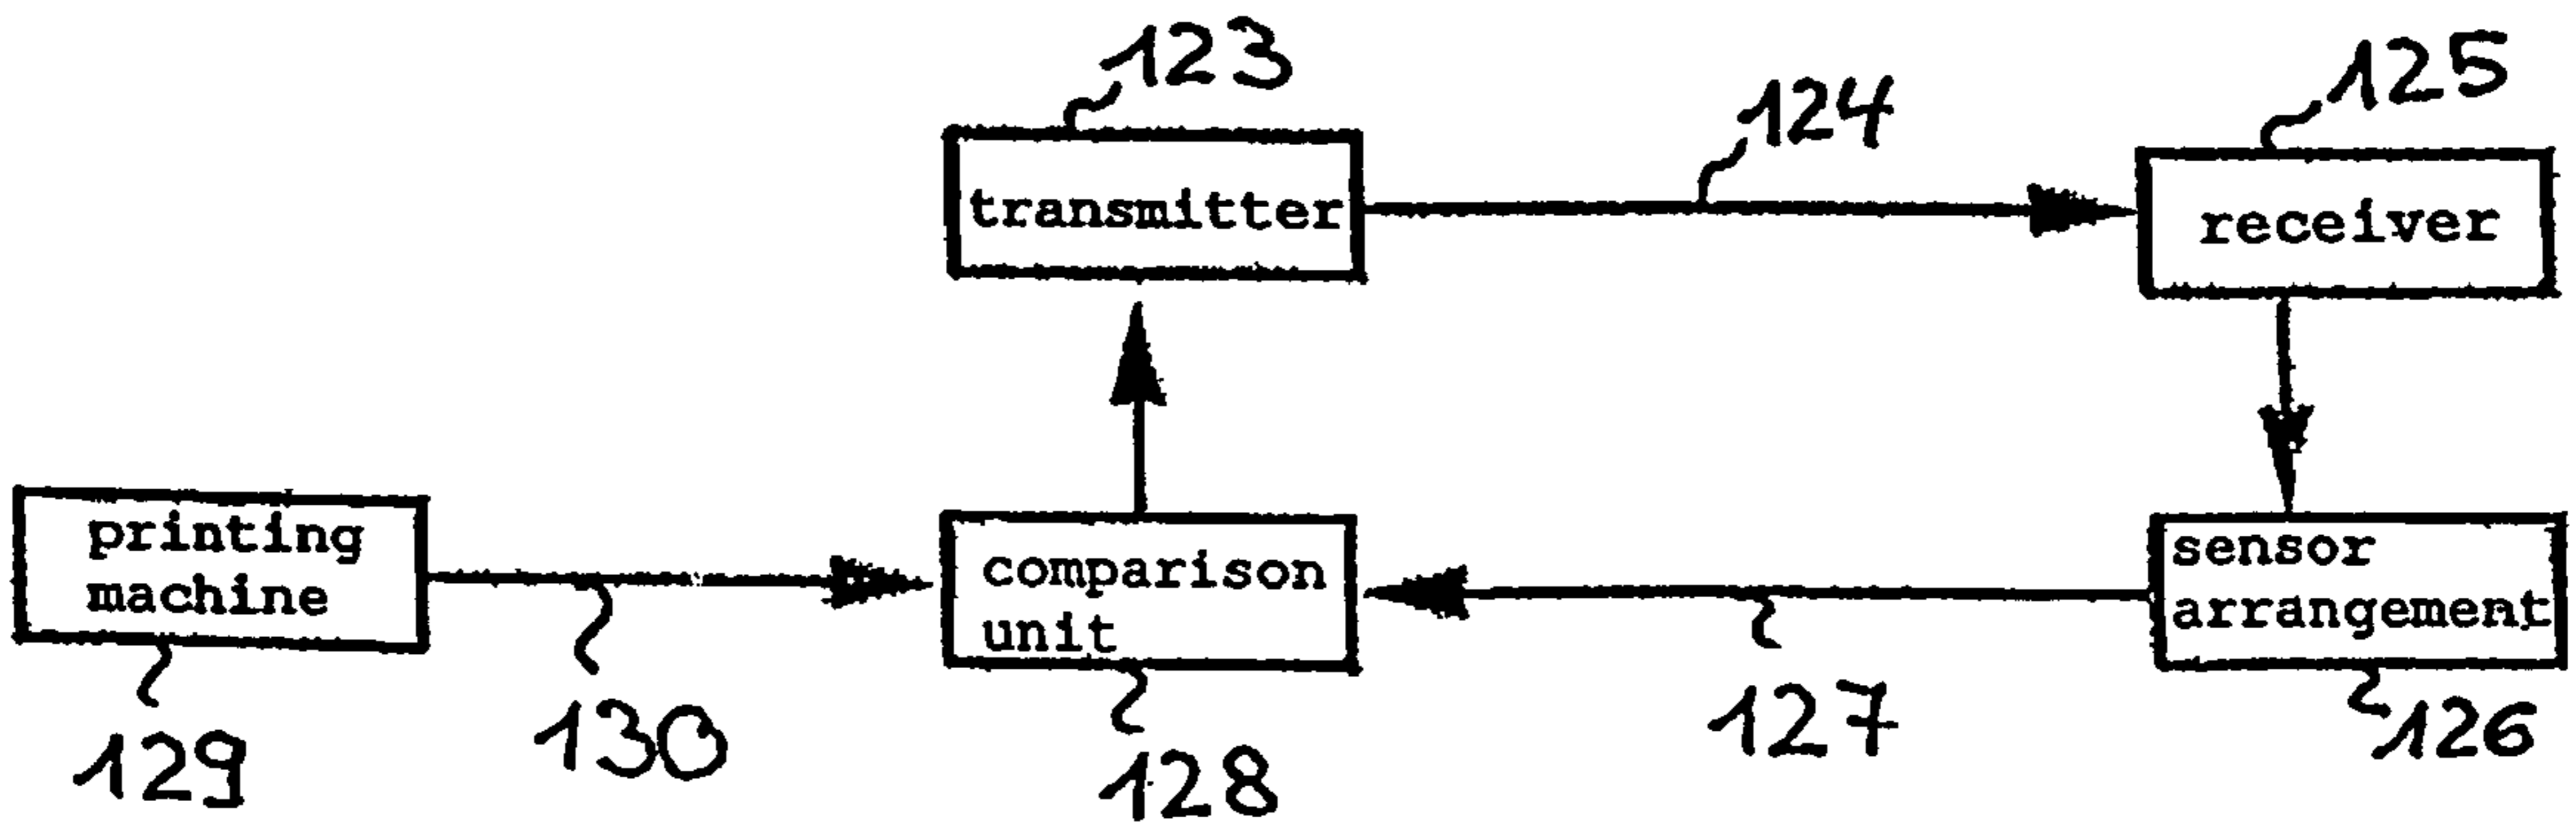 123
124
125
transmitter
receiver
printing
machine
comparison
unit
sensor
arrangement
129
130
128
127
126